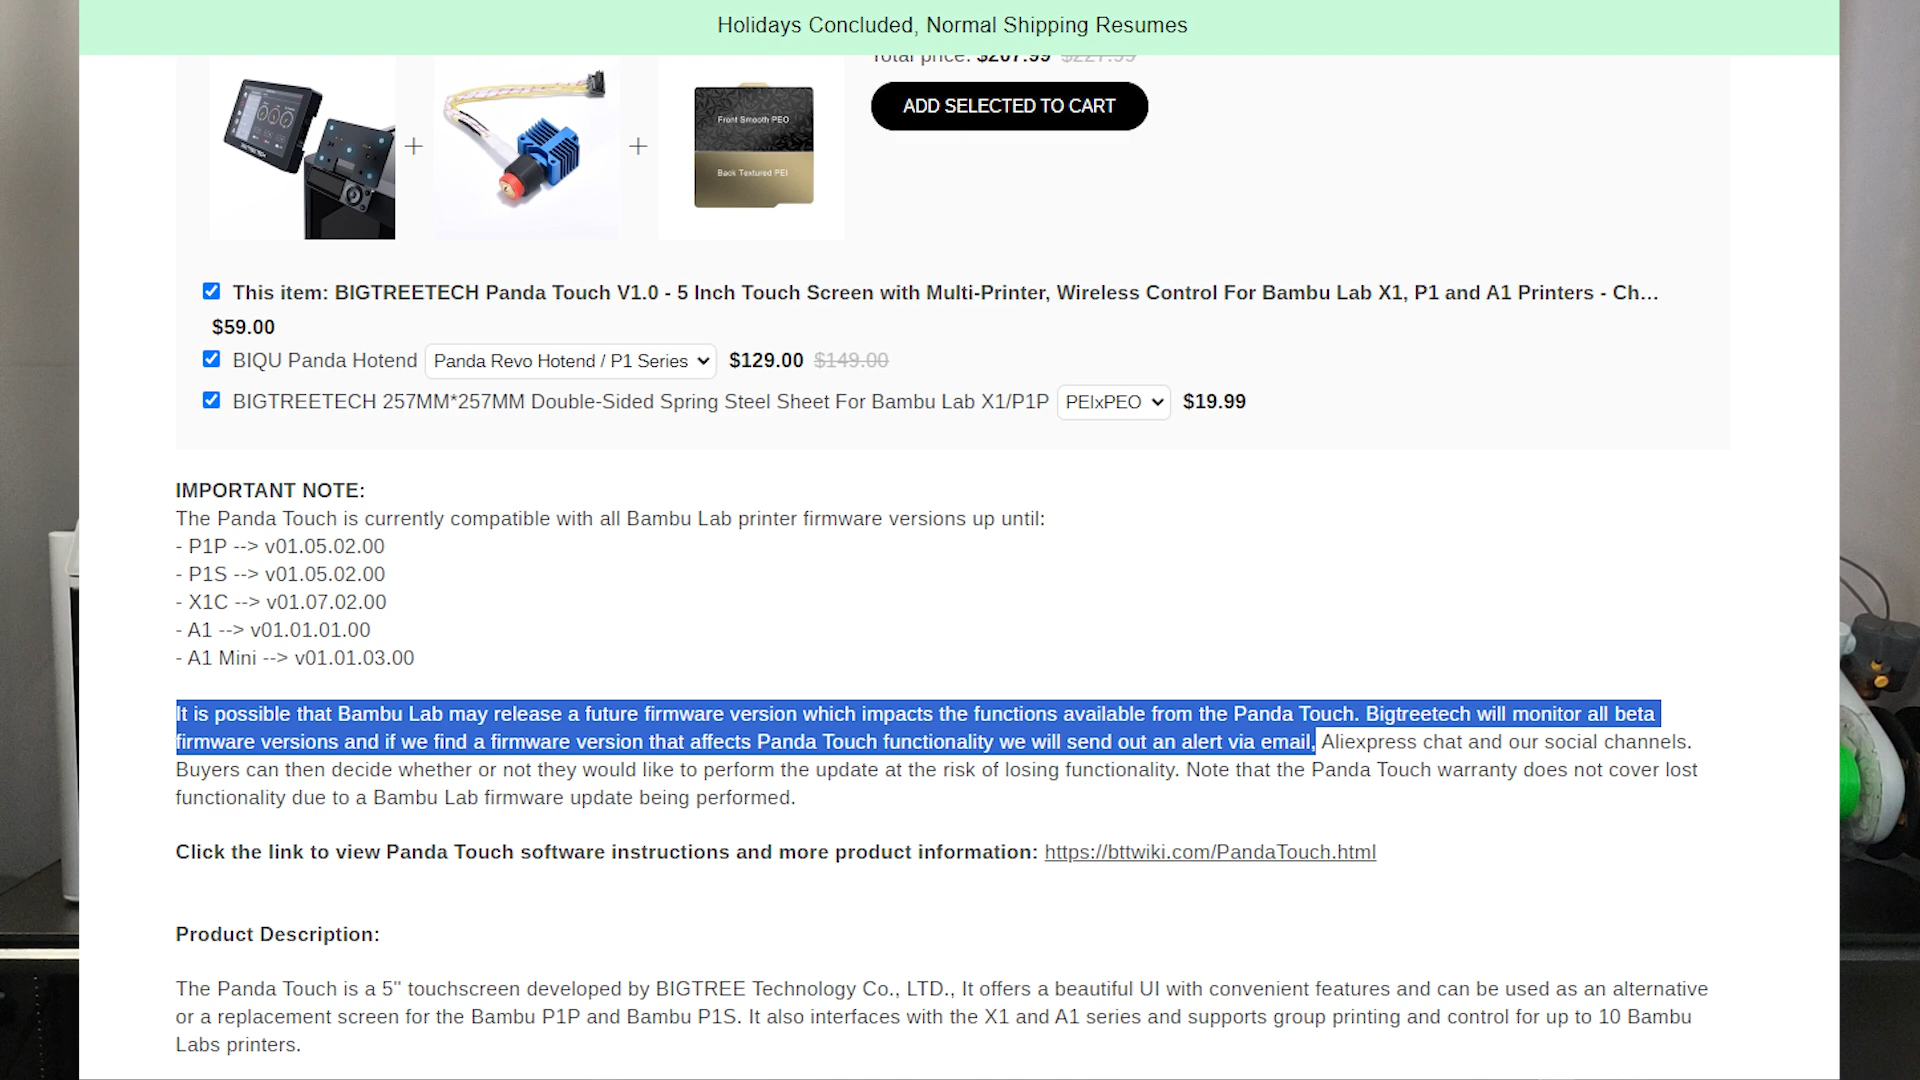 Holidays Concluded, Normal Shipping Resumes
Total price: $207.99 $227.99
ADD SELECTED TO CART
Front Smooth PEO
Back Textured PEI
This item: BIGTREETECH Panda Touch V1.0 - 5 Inch Touch Screen with Multi-Printer, Wireless Control For Bambu Lab X1, P1 and A1 Printers - Ch...
$59.00
BIQU Panda Hotend Panda Revo Hotend / P1 Series $129.00 $149.00
BIGTREETECH 257MM*257MM Double-Sided Spring Steel Sheet For Bambu Lab X1/P1P PEIxPEO $19.99
IMPORTANT NOTE:
The Panda Touch is currently compatible with all Bambu Lab printer firmware versions up until:
- P1P --> v01.05.02.00
- P1S --> v01.05.02.00
- X1C --> v01.07.02.00
- A1 --> v01.01.01.00
- A1 Mini --> v01.01.03.00
It is possible that Bambu Lab may release a future firmware version which impacts the functions available from the Panda Touch. Bigtreetech will monitor all beta
firmware versions and if we find a firmware version that affects Panda Touch functionality we will send out an alert via email, Aliexpress chat and our social channels.
Buyers can then decide whether or not they would like to perform the update at the risk of losing functionality. Note that the Panda Touch warranty does not cover lost
functionality due to a Bambu Lab firmware update being performed.
Click the link to view Panda Touch software instructions and more product information: https://bttwiki.com/PandaTouch.html
Product Description:
The Panda Touch is a 5" touchscreen developed by BIGTREE Technology Co., LTD., It offers a beautiful UI with convenient features and can be used as an alternative
or a replacement screen for the Bambu P1P and Bambu P1S. It also interfaces with the X1 and A1 series and supports group printing and control for up to 10 Bambu
Labs printers.